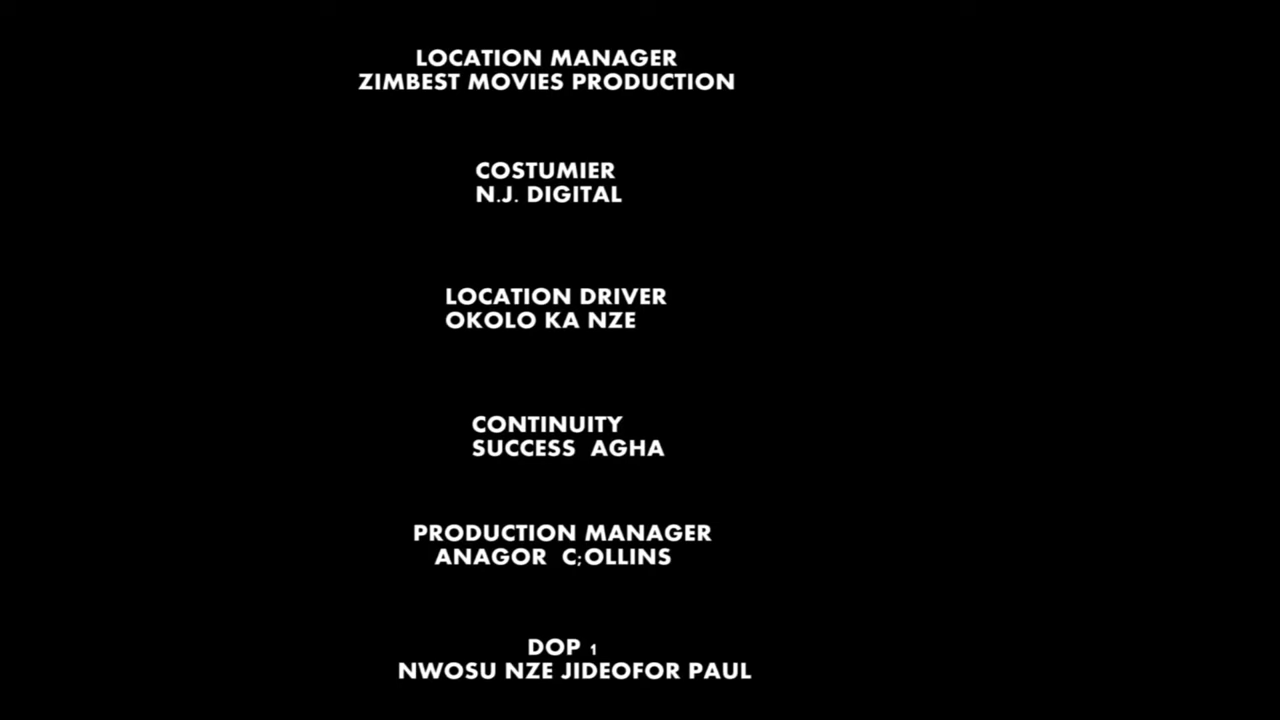 LOCATION MANAGER
ZIMBEST MOVIES PRODUCTION
COSTUMIER
N.J. DIGITAL
LOCATION DRIVER
OKOLO KA NZE
CONTINUITY
SUCCESS  AGHA
PRODUCTION MANAGER
ANAGOR  C;OLLINS
DOP 1
NWOSU NZE JIDEOFOR PAUL